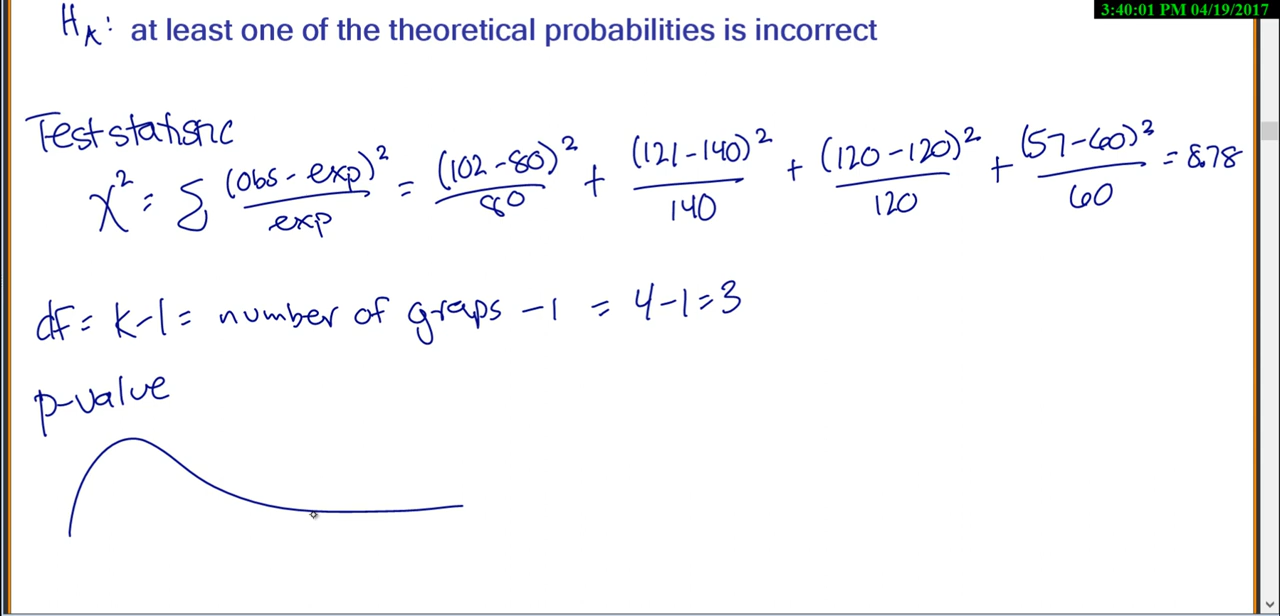 3:40:01 PM 04/19/2017
H_A: at least one of the theoretical probabilities is incorrect
Test statistic
χ² = Σ (obs - exp)²/exp = (102-80)²/80 + (121-140)²/140 + (120-120)²/120 + (57-60)²/60 = 8.78
df = k-1 = number of groups -1 = 4-1=3
p-value